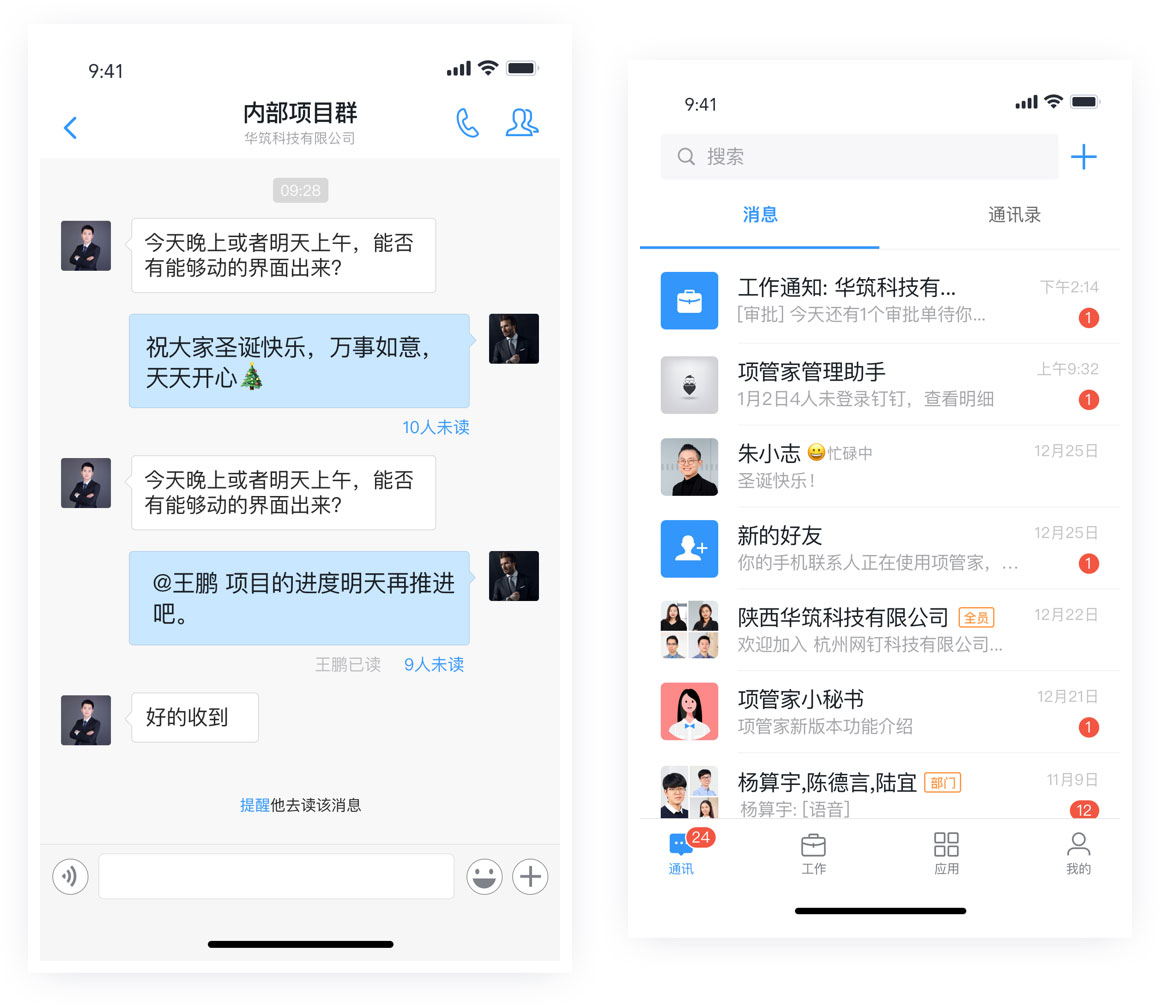 9:41
内部项目群
华筑科技有限公司
09:28
今天晚上或者明天上午，能否
有能够动的界面出来？
祝大家圣诞快乐，万事如意，
天天开心🎄
10人未读
今天晚上或者明天上午，能否
有能够动的界面出来？
@王鹏 项目的进度明天再推进
吧。
王鹏已读 9人未读
好的收到
提醒他去读该消息
9:41
搜索
消息 通讯录
工作通知: 华筑科技有... 下午2:14
[审批] 今天还有1个审批单待你... 1
项管家管理助手 上午9:32
1月2日4人未登录钉钉，查看明细 1
朱小志 😀忙碌中 12月25日
圣诞快乐！
新的好友 12月25日
你的手机联系人正在使用项管家，... 1
陕西华筑科技有限公司 全员 12月22日
欢迎加入 杭州网钉科技有限公司...
项管家小秘书 12月21日
项管家新版本功能介绍 1
杨算宇,陈德言,陆宜 部门 11月9日
杨算宇: [语音] 12
24
通讯 工作 应用 我的